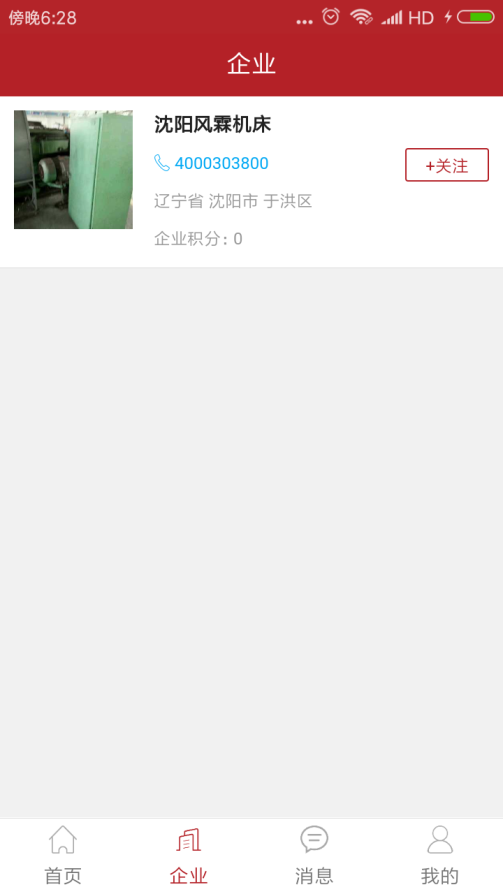 傍晚6:28
HD
企业
沈阳风霖机床
4000303800
+关注
辽宁省 沈阳市 于洪区
企业积分: 0
首页
企业
消息
我的